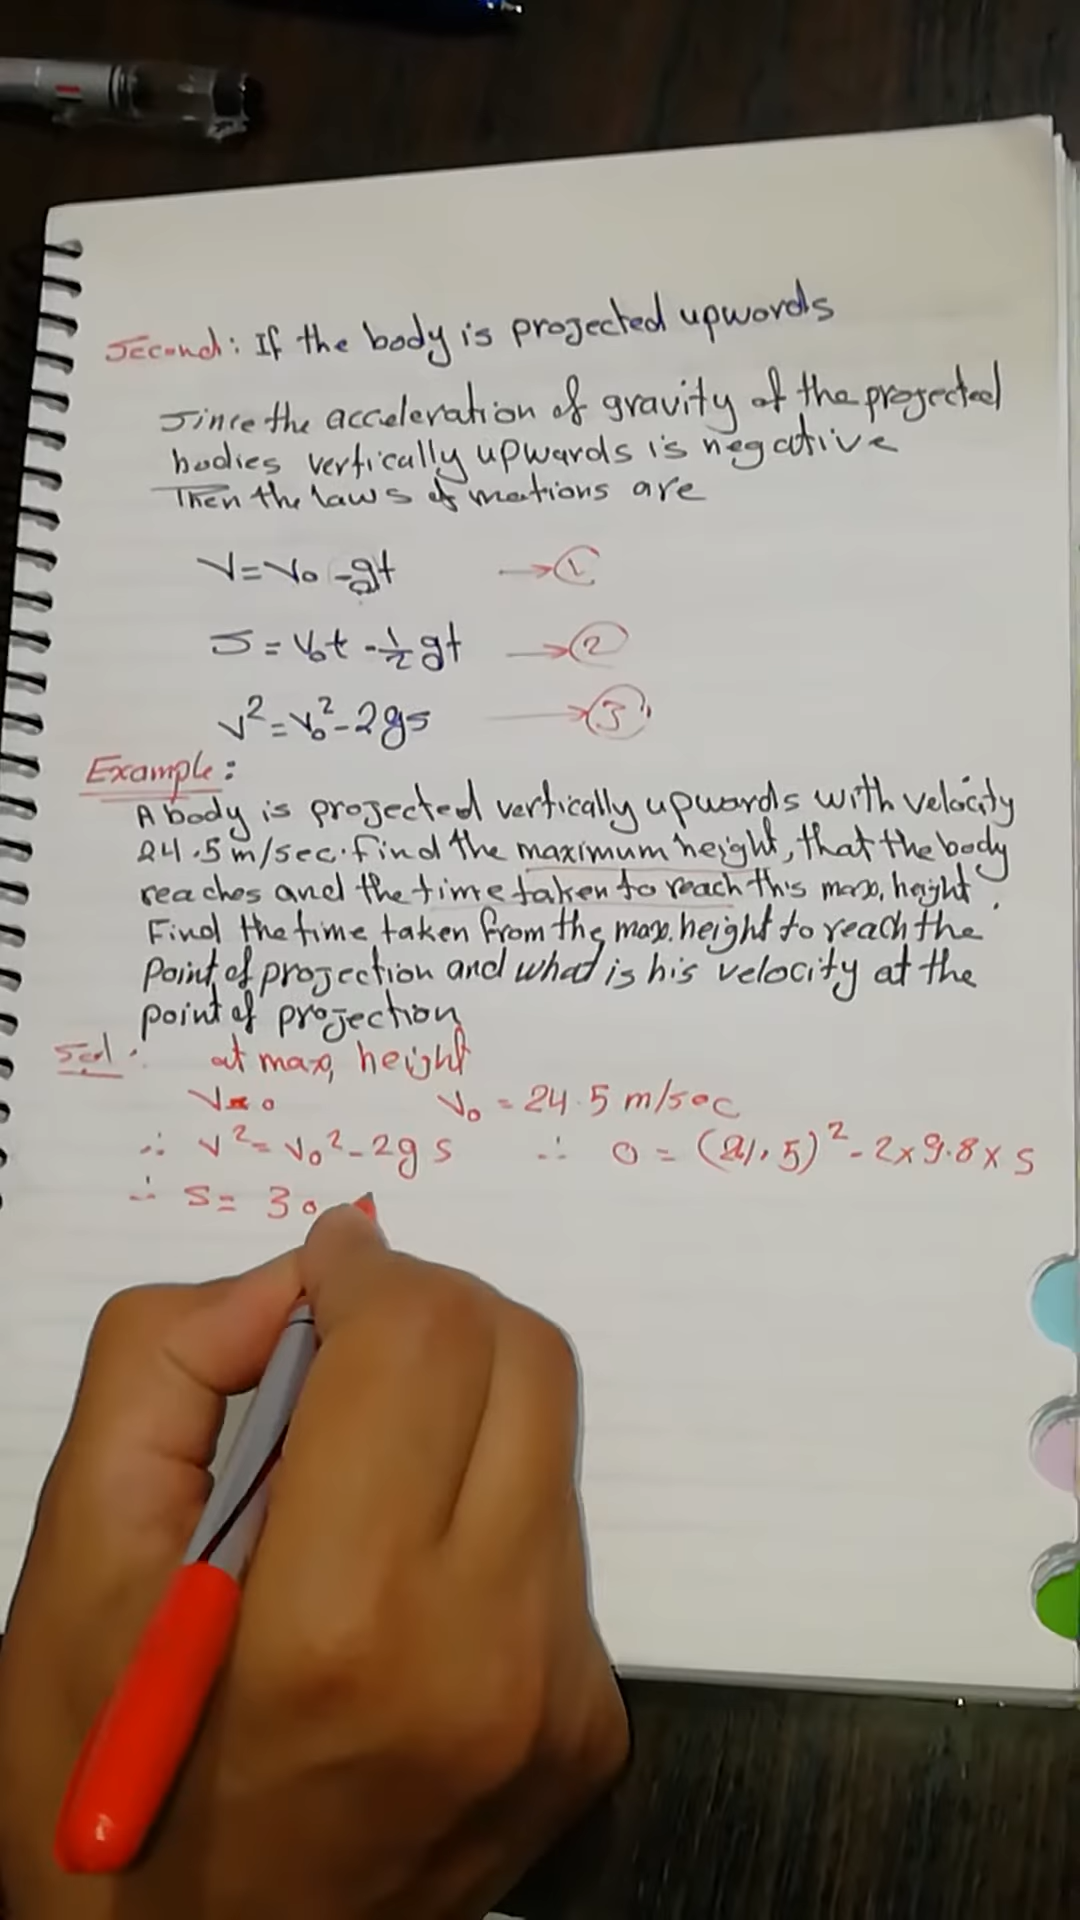 Second: If the body is projected upwords
Since the acceleration of gravity of the projected
bodies vertically upwards is negative
Then the laws of motions are
V=V₀ -gt → ①
S = V₀t - ½ gt → ②
v² = v₀² - 2gs → ③
Example:
A body is projected vertically upwards with velocity
24.5 m/sec. find the maximum height, that the body
reaches and the time taken to reach this max, height.
Find the time taken from the max. height to reach the
point of projection and what is his velocity at the
point of projection
Sol: at max, height
V = 0 V₀ = 24.5 m/sec
∴ v² = v₀² - 2g s ∴ 0 = (24.5)² - 2×9.8×s
∴ s = 30